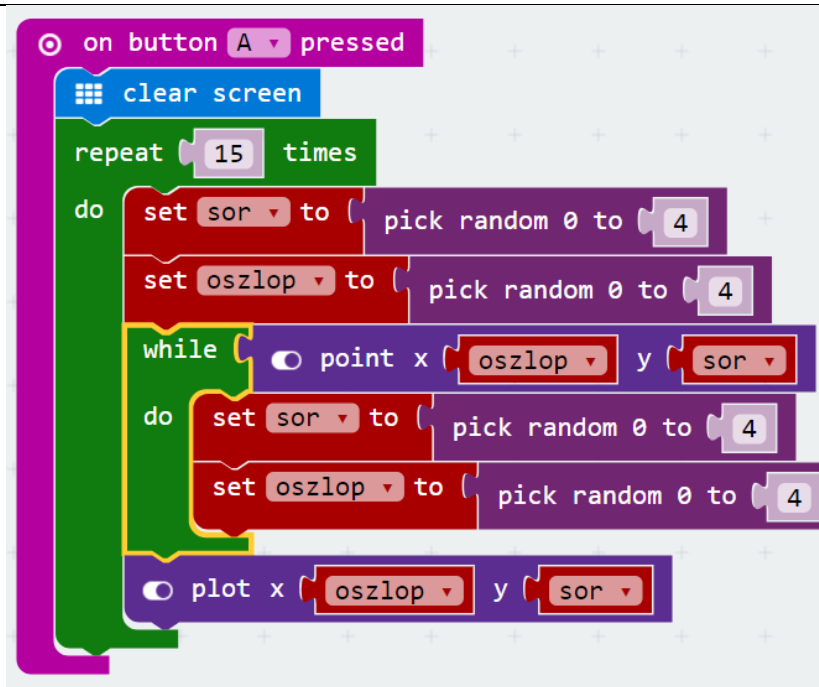 on button A pressed
clear screen
repeat 15 times
do set sor to pick random 0 to 4
set oszlop to pick random 0 to 4
while point x oszlop y sor
do set sor to pick random 0 to 4
set oszlop to pick random 0 to 4
plot x oszlop y sor